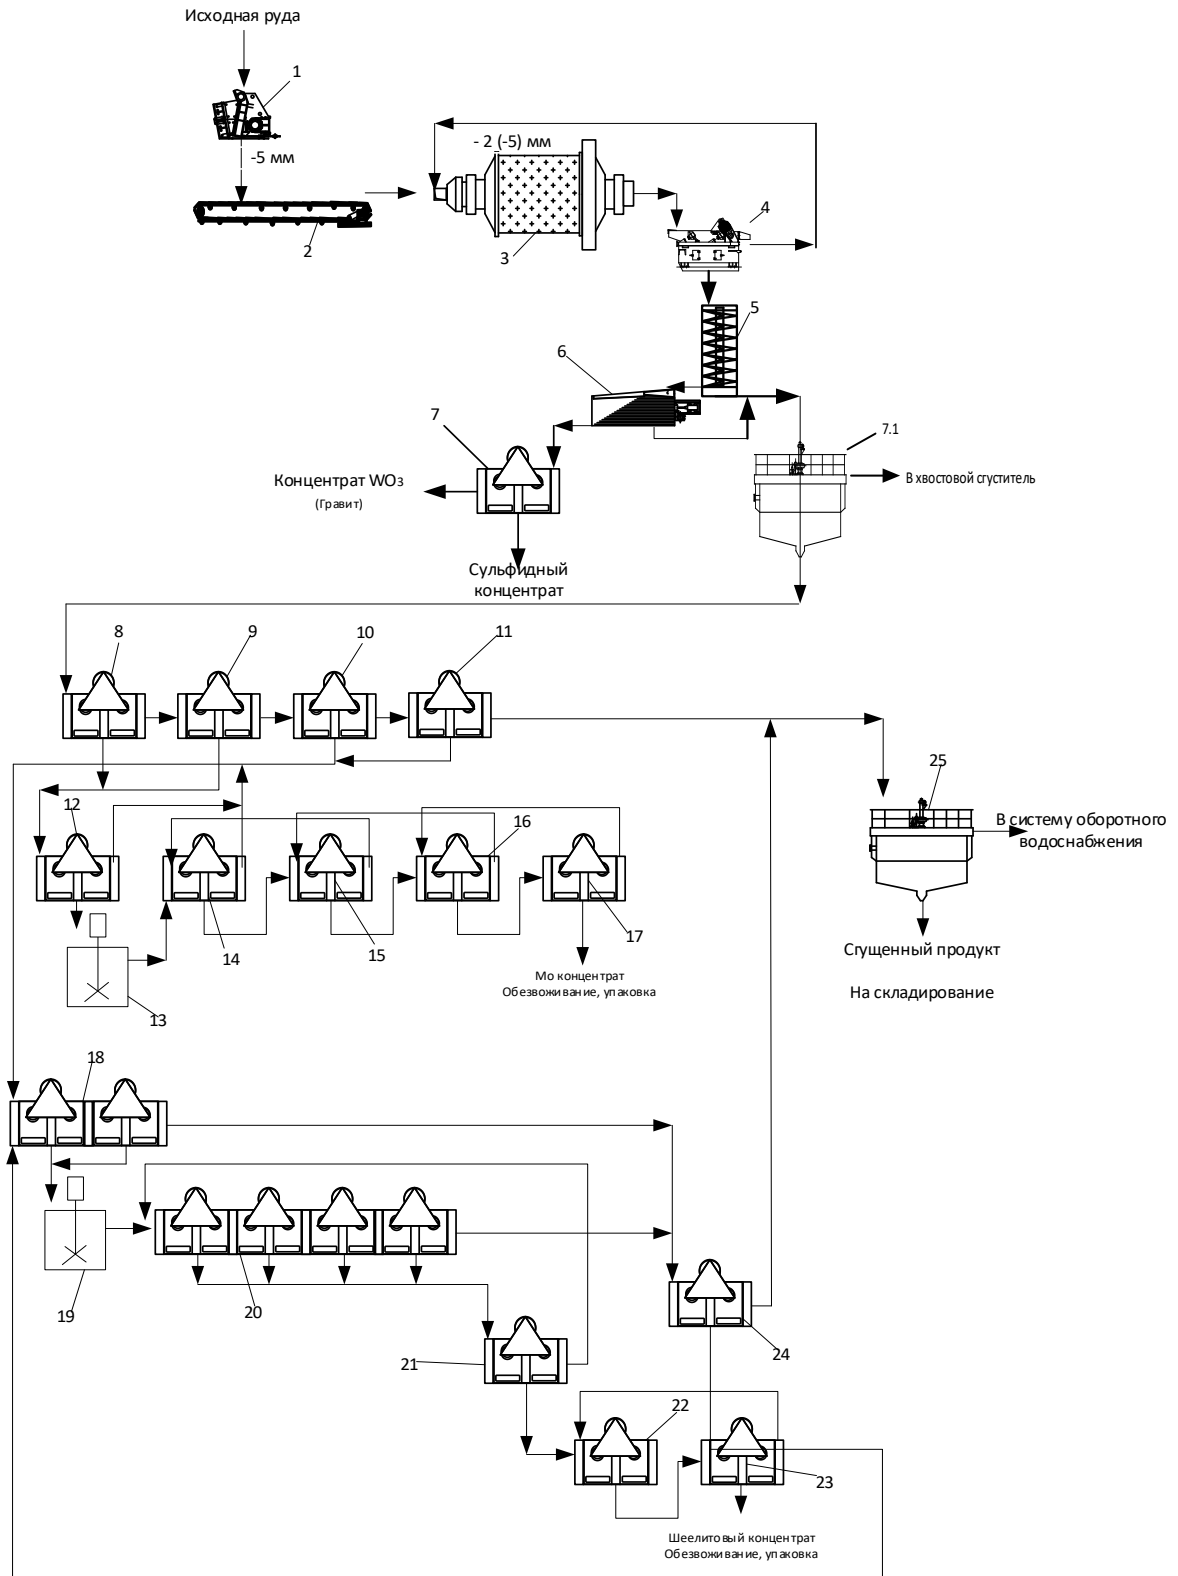 Исходная руда
1
-5 мм
- 2 (-5) мм
2
3
4
5
6
7
7.1
Концентрат WO3
(Гравит)
В хвостовой сгуститель
Сульфидный
концентрат
8
9
10
11
12
25
16
В систему оборотного
водоснабжения
14
15
17
Сгущенный продукт
Мо концентрат
Обезвоживание, упаковка
На складирование
13
18
19
20
21
24
22
23
Шеелитовый концентрат
Обезвоживание, упаковка